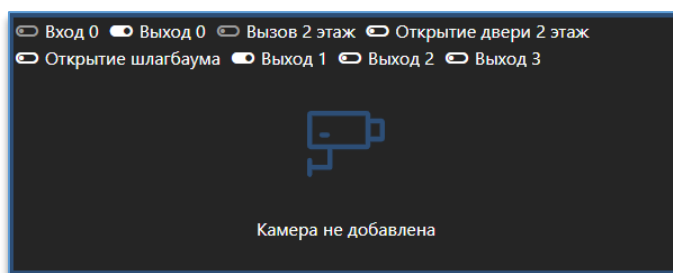 Вход 0 Выход 0 Вызов 2 этаж Открытие двери 2 этаж
Открытие шлагбаума Выход 1 Выход 2 Выход 3
Камера не добавлена